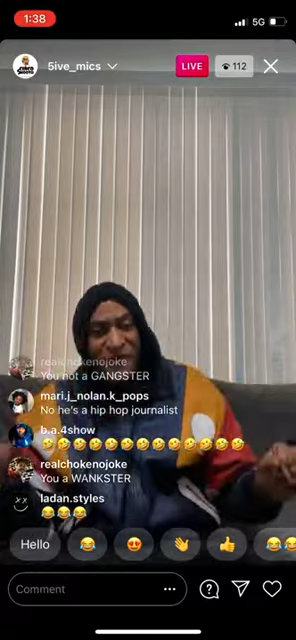 1:38
5G
5ive_mics
LIVE
112
realchokenojoke
You not a GANGSTER
mari.j_nolan.k_pops
No he's a hip hop journalist
b.a.4show
realchokenojoke
You a WANKSTER
ladan.styles
Hello
Comment